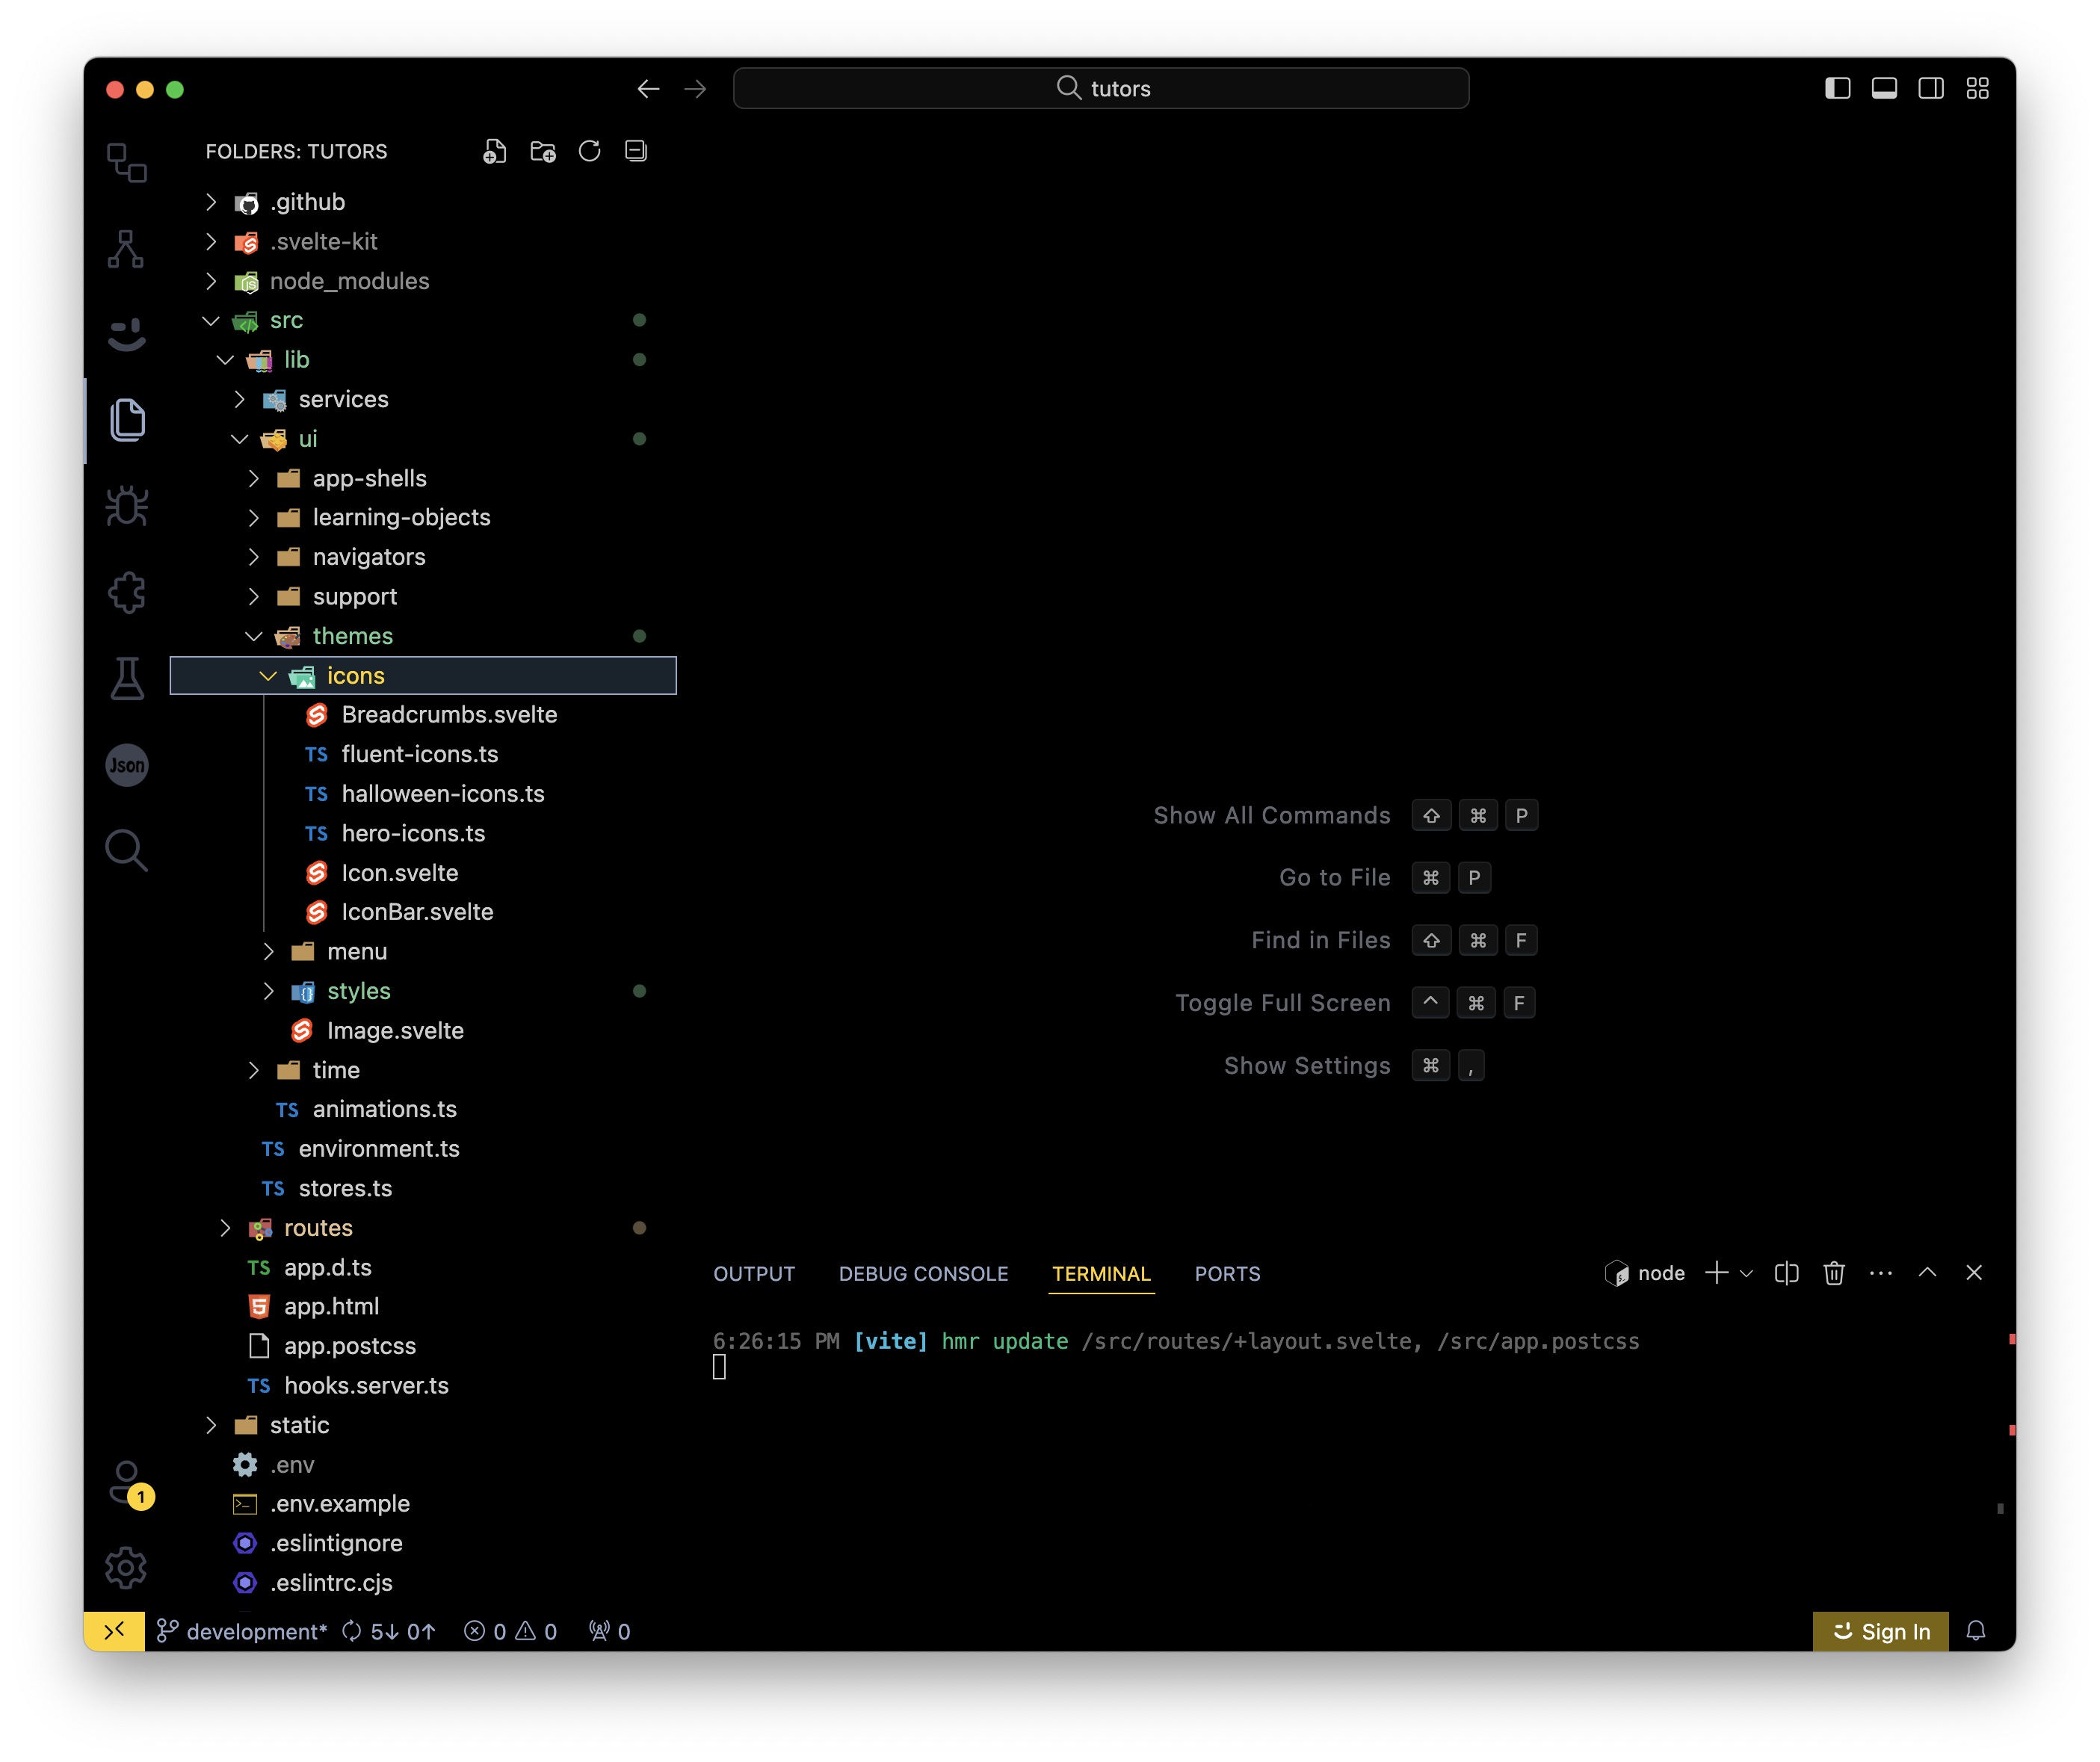 tutors
FOLDERS: TUTORS
.github
.svelte-kit
node_modules
src
lib
services
ui
app-shells
learning-objects
navigators
support
themes
icons
Breadcrumbs.svelte
TS fluent-icons.ts
TS halloween-icons.ts
TS hero-icons.ts
Icon.svelte
IconBar.svelte
menu
styles
Image.svelte
time
TS animations.ts
TS environment.ts
TS stores.ts
routes
TS app.d.ts
app.html
app.postcss
TS hooks.server.ts
static
.env
.env.example
.eslintignore
.eslintrc.cjs
Json
1
Show All Commands ⇧ ⌘ P
Go to File ⌘ P
Find in Files ⇧ ⌘ F
Toggle Full Screen ^ ⌘ F
Show Settings ⌘ ,
OUTPUT DEBUG CONSOLE TERMINAL PORTS node
6:26:15 PM [vite] hmr update /src/routes/+layout.svelte, /src/app.postcss
development* 5↓ 0↑ 0 0 0 Sign In